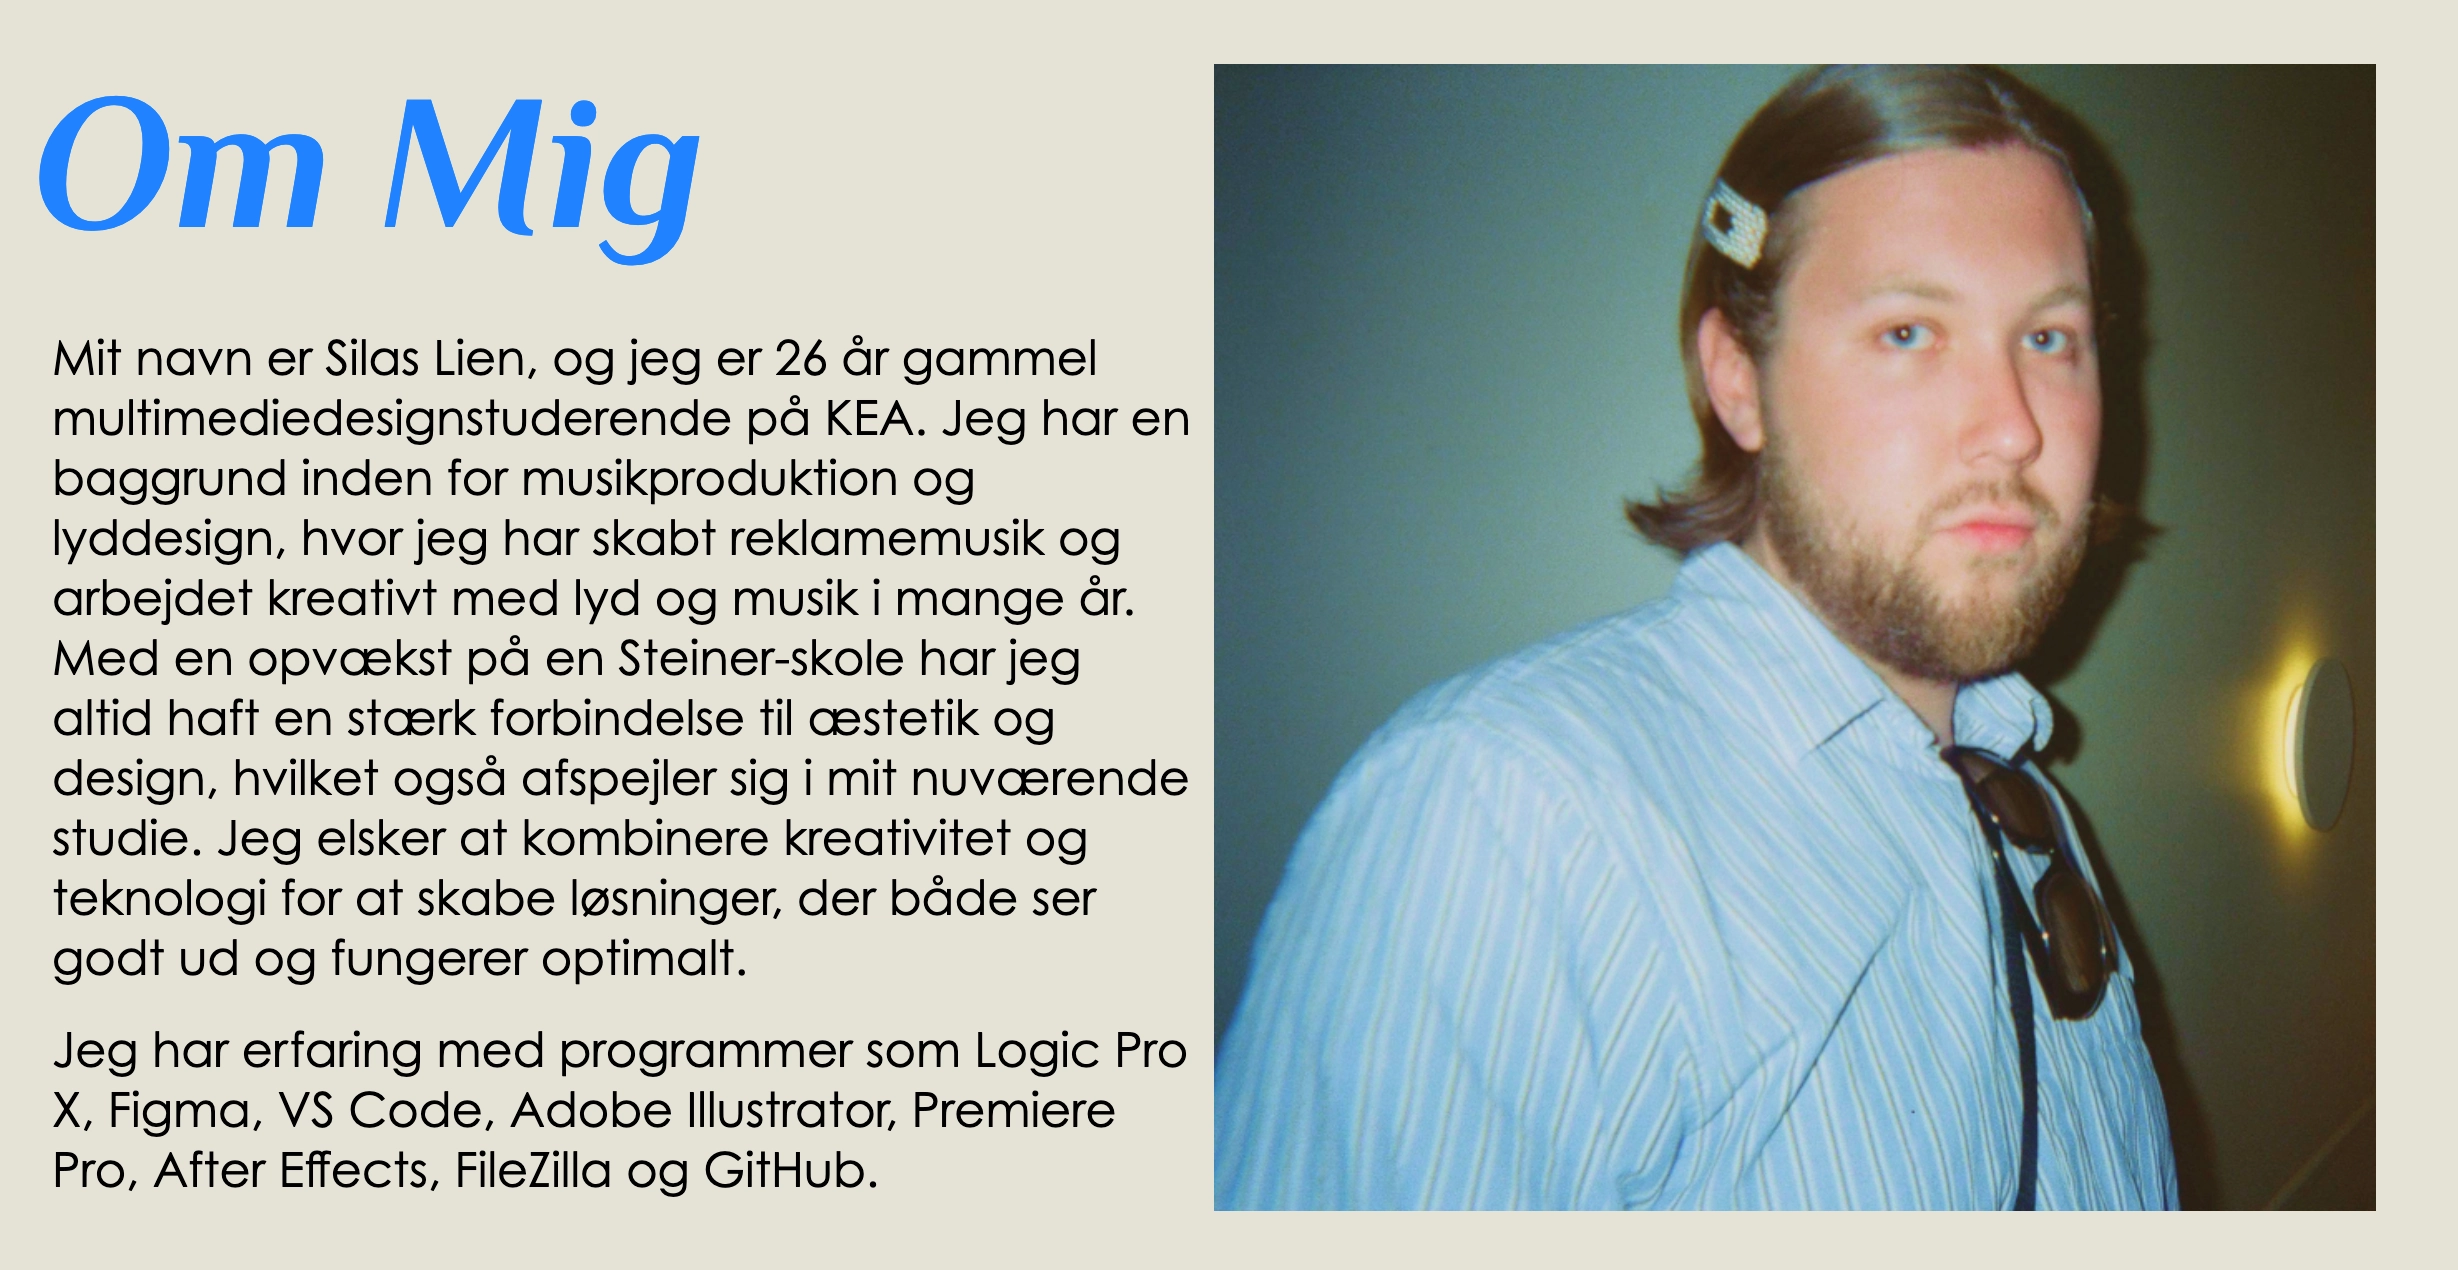 Om Mig
Mit navn er Silas Lien, og jeg er 26 år gammel
multimediedesignstuderende på KEA. Jeg har en
baggrund inden for musikproduktion og
lyddesign, hvor jeg har skabt reklamemusik og
arbejdet kreativt med lyd og musik i mange år.
Med en opvækst på en Steiner-skole har jeg
altid haft en stærk forbindelse til æstetik og
design, hvilket også afspejler sig i mit nuværende
studie. Jeg elsker at kombinere kreativitet og
teknologi for at skabe løsninger, der både ser
godt ud og fungerer optimalt.
Jeg har erfaring med programmer som Logic Pro
X, Figma, VS Code, Adobe Illustrator, Premiere
Pro, After Effects, FileZilla og GitHub.